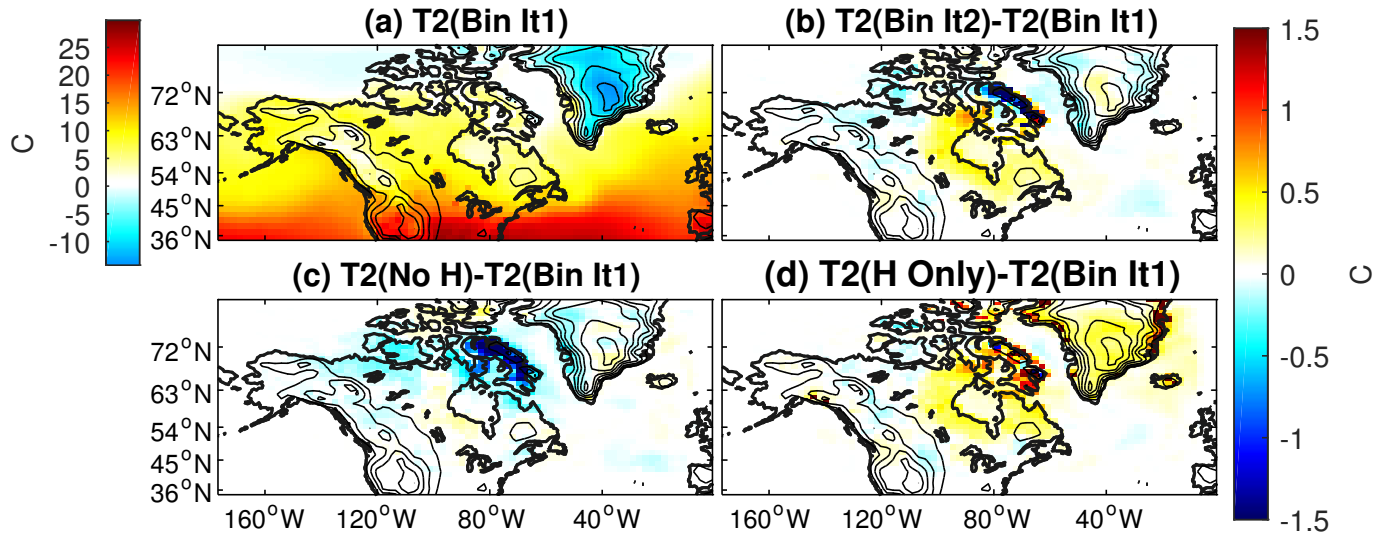 (a) T2(Bin It1)
(b) T2(Bin It2)-T2(Bin It1)
25
20
15
10
5
0
-5
-10
C
72°N
63°N
54°N
45°N
36°N
1.5
1
0.5
0
-0.5
-1
-1.5
C
(c) T2(No H)-T2(Bin It1)
(d) T2(H Only)-T2(Bin It1)
72°N
63°N
54°N
45°N
36°N
160°W 120°W 80°W 40°W
160°W 120°W 80°W 40°W